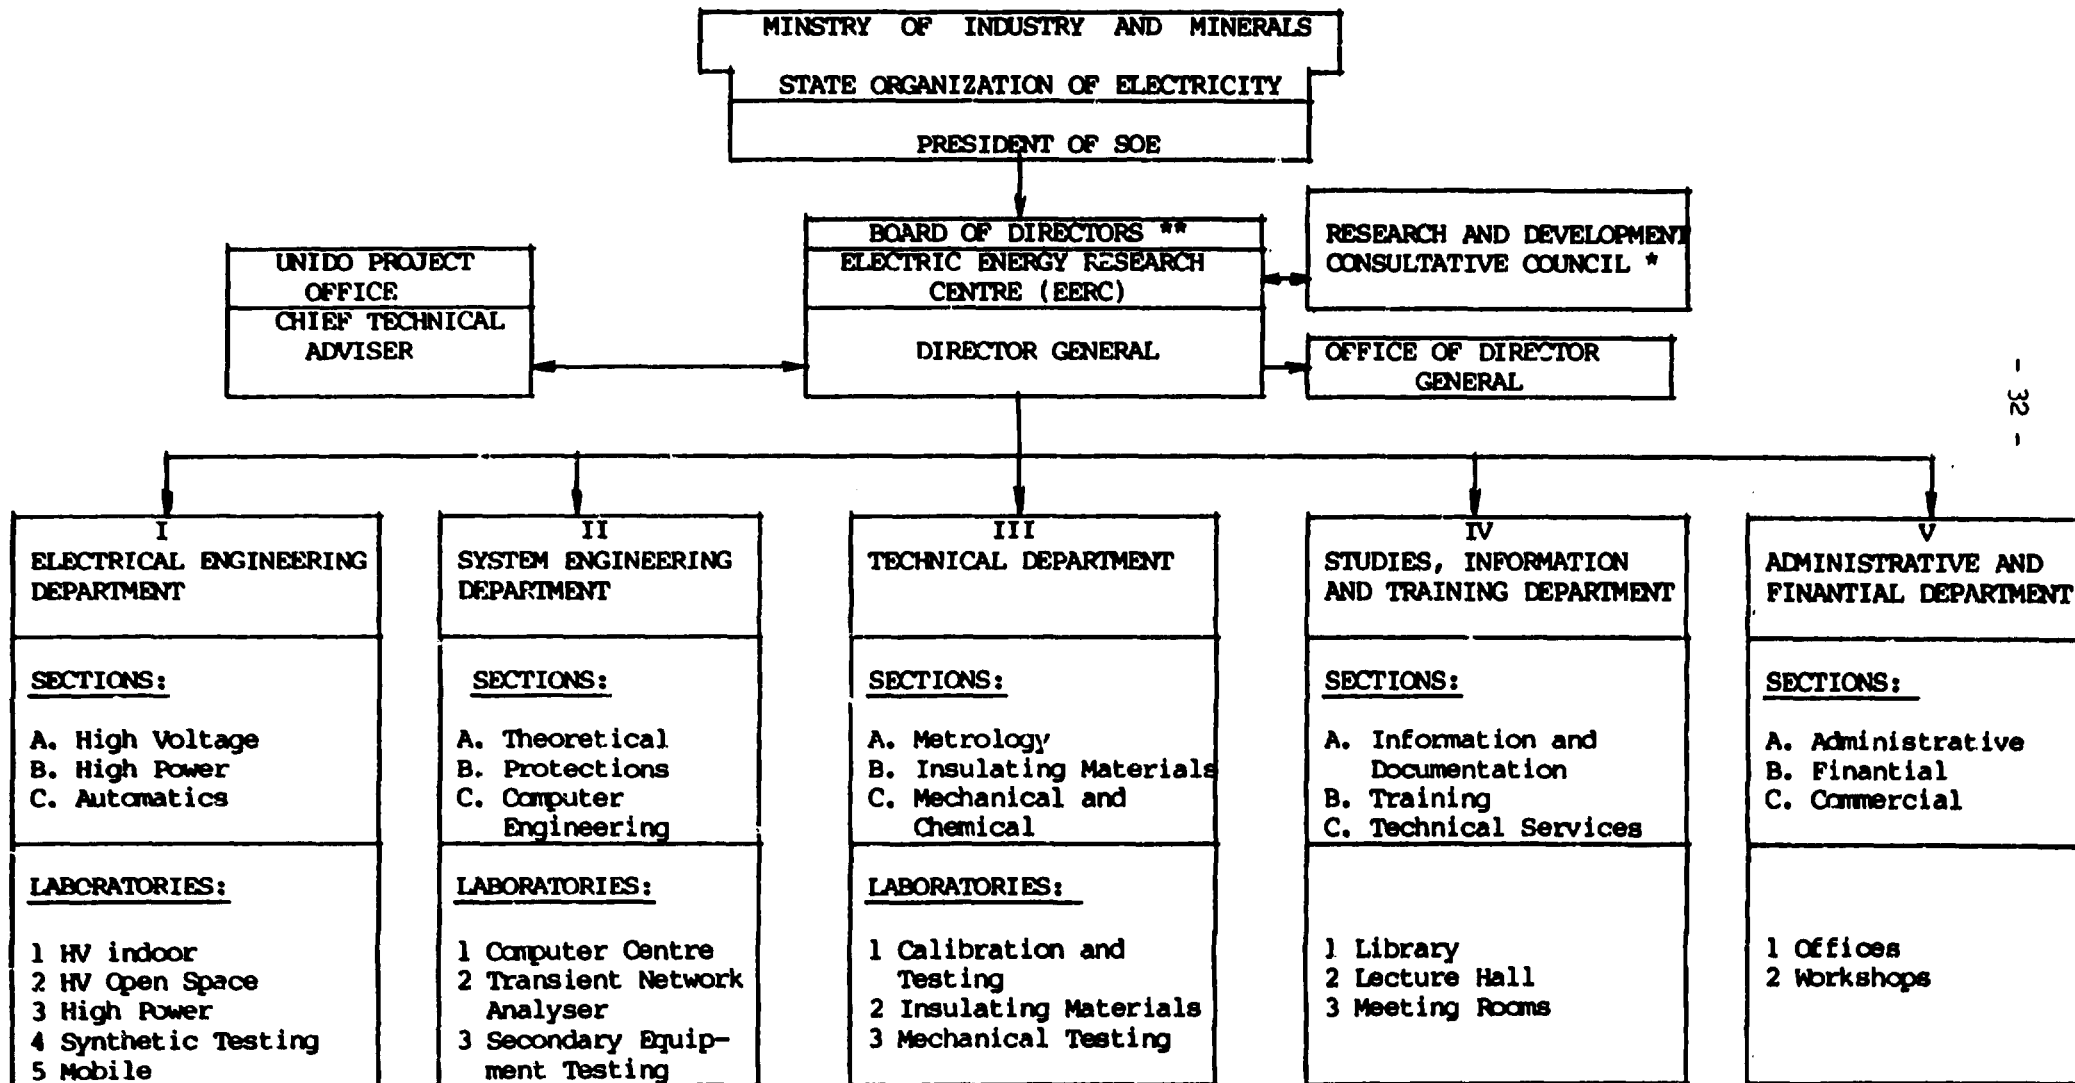 MINSTRY OF INDUSTRY AND MINERALS
STATE ORGANIZATION OF ELECTRICITY
PRESIDENT OF SOE
BOARD OF DIRECTORS **
ELECTRIC ENERGY RESEARCH
CENTRE (EERC)
DIRECTOR GENERAL
UNIDO PROJECT
OFFICE
CHIEF TECHNICAL
ADVISER
RESEARCH AND DEVELOPMENT
CONSULTATIVE COUNCIL *
OFFICE OF DIRECTOR
GENERAL
- 32 -
I
ELECTRICAL ENGINEERING
DEPARTMENT
SECTIONS:
A. High Voltage
B. High Power
C. Automatics
LABORATORIES:
1 HV indoor
2 HV Open Space
3 High Power
4 Synthetic Testing
5 Mobile
II
SYSTEM ENGINEERING
DEPARTMENT
SECTIONS:
A. Theoretical
B. Protections
C. Computer
Engineering
LABORATORIES:
1 Computer Centre
2 Transient Network
Analyser
3 Secondary Equip-
ment Testing
III
TECHNICAL DEPARTMENT
SECTIONS:
A. Metrology
B. Insulating Materials
C. Mechanical and
Chemical
LABORATORIES:
1 Calibration and
Testing
2 Insulating Materials
3 Mechanical Testing
IV
STUDIES, INFORMATION
AND TRAINING DEPARTMENT
SECTIONS:
A. Information and
Documentation
B. Training
C. Technical Services
1 Library
2 Lecture Hall
3 Meeting Rooms
V
ADMINISTRATIVE AND
FINANTIAL DEPARTMENT
SECTIONS:
A. Administrative
B. Finantial
C. Commercial
1 Offices
2 Workshops